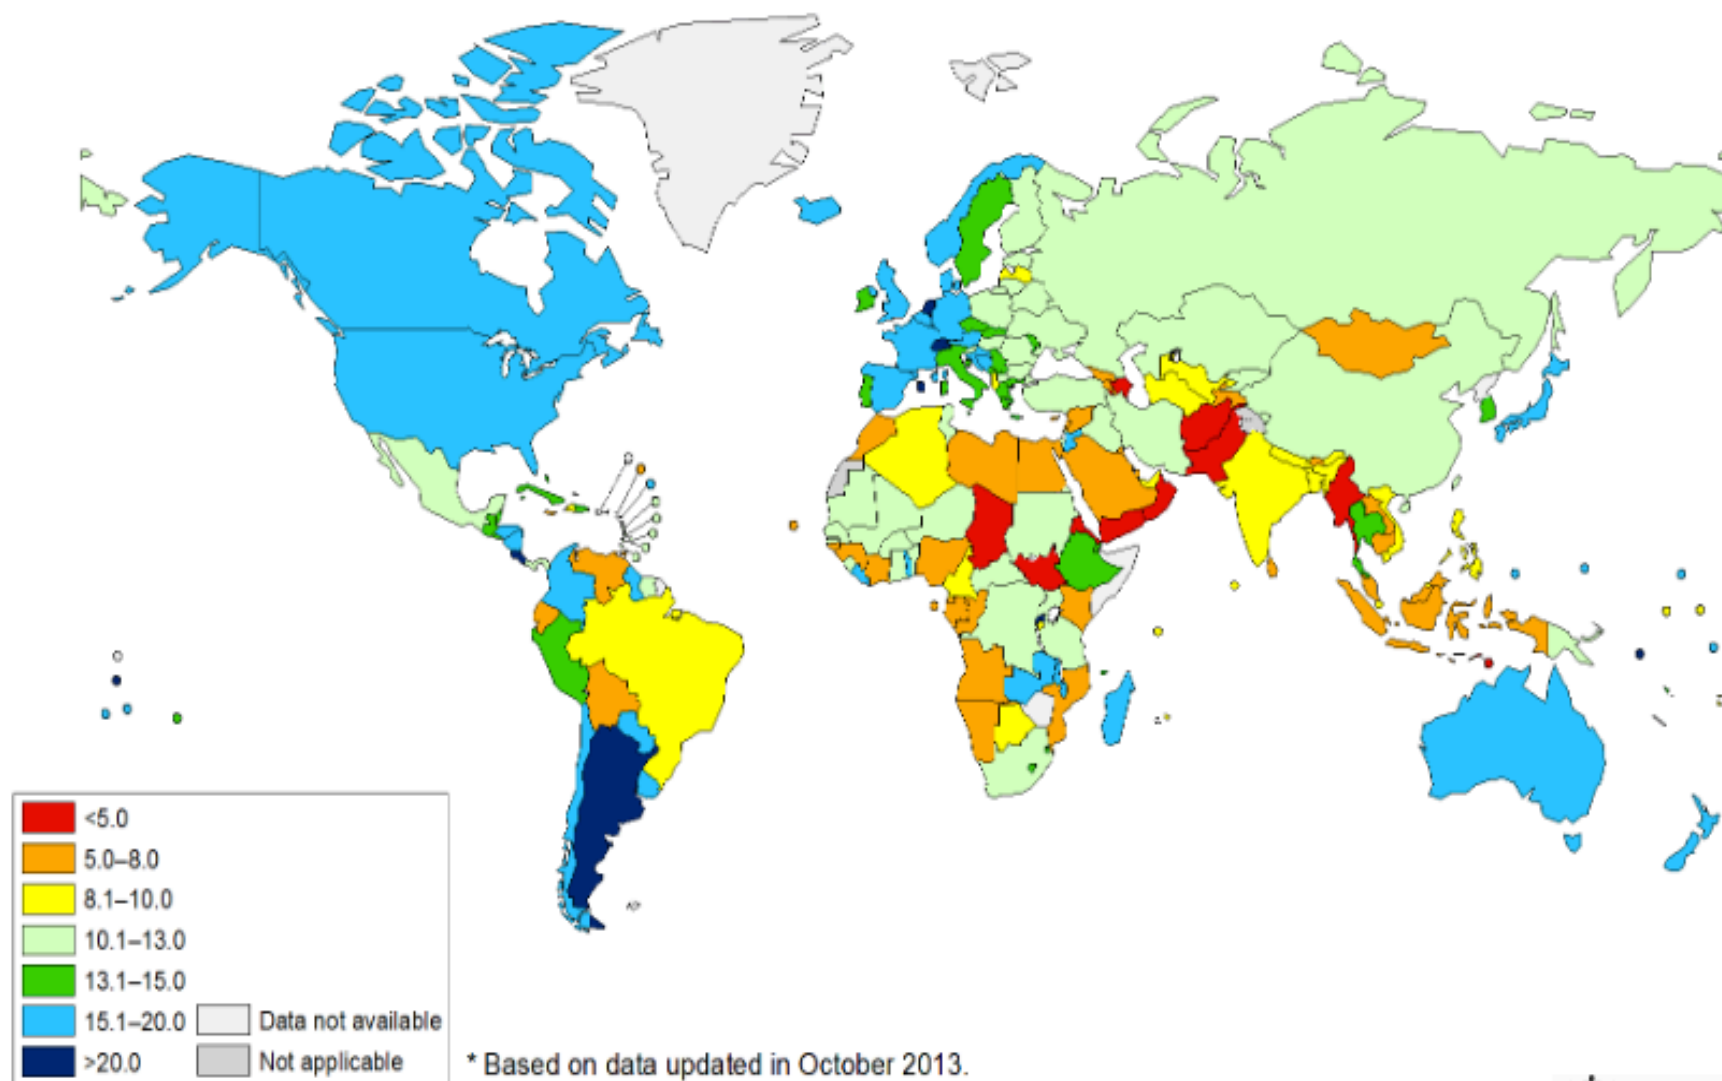 <5.0
5.0–8.0
8.1–10.0
10.1–13.0
13.1–15.0
15.1–20.0
>20.0
Data not available
Not applicable
* Based on data updated in October 2013.